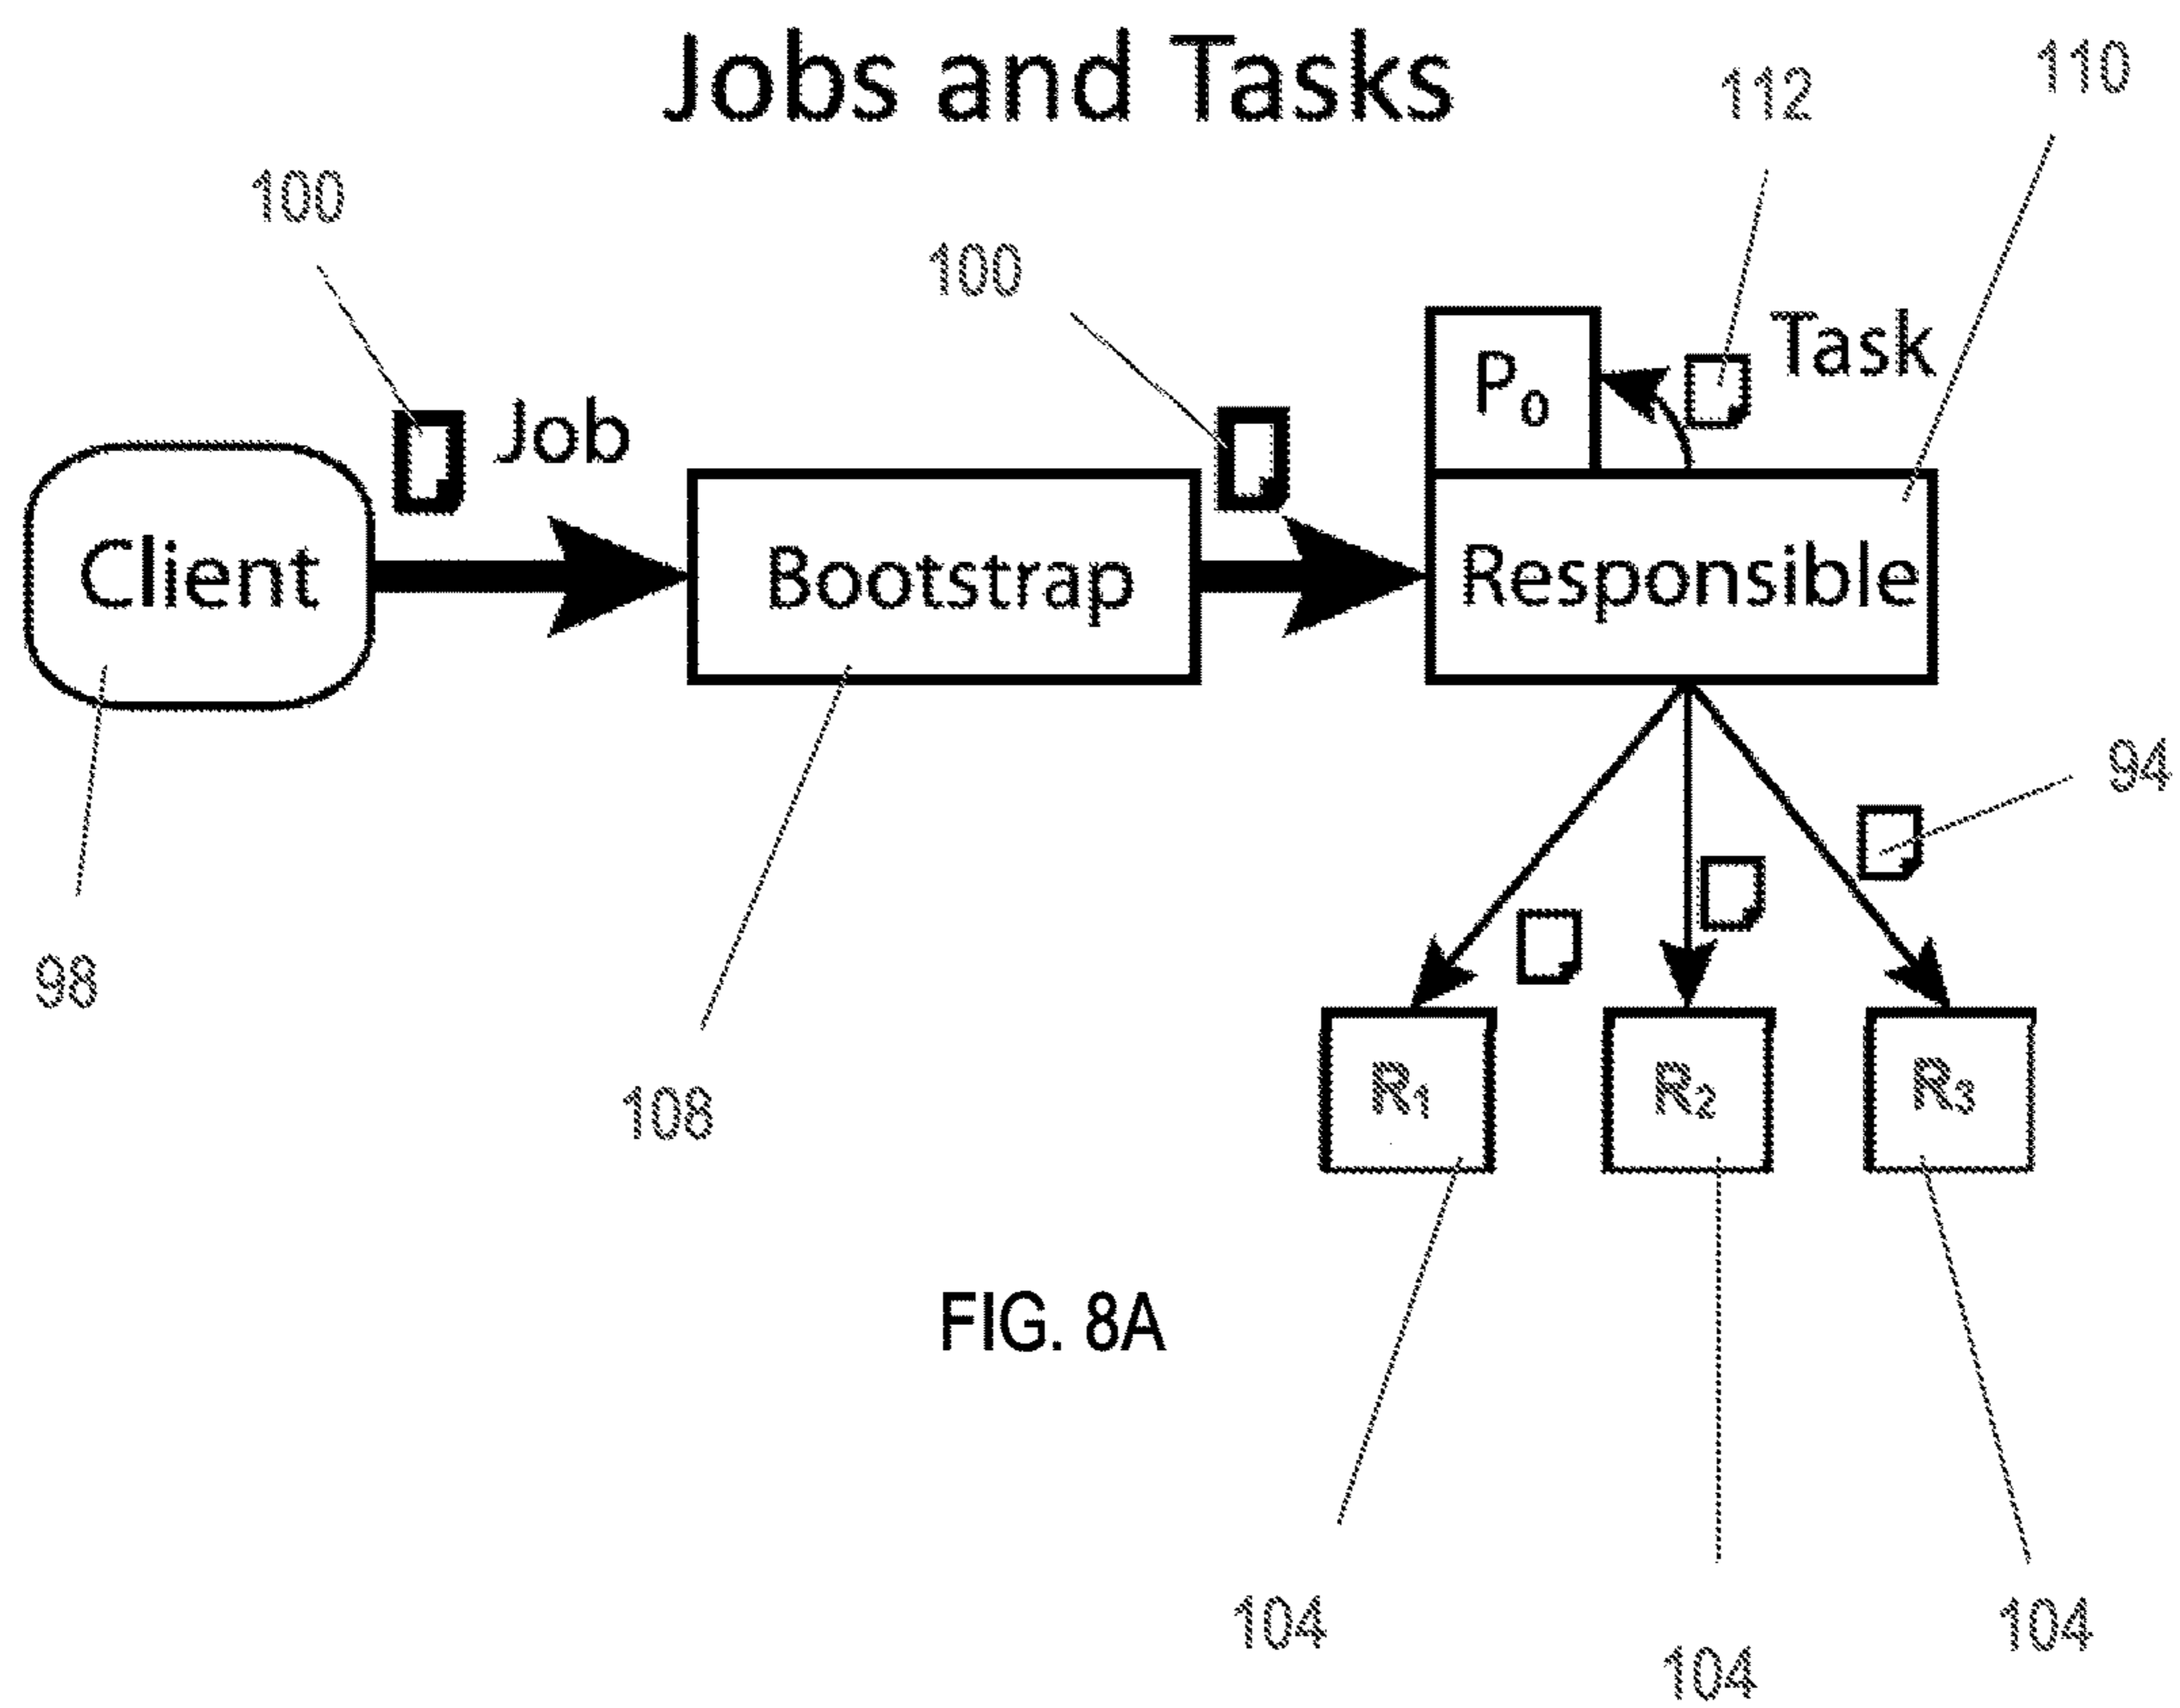 Jobs and Tasks
110
112
100
100
Task
P₀
Job
Client
Bootstrap
Responsible
94
98
R₁
R₂
R₃
108
FIG. 8A
104
104
104